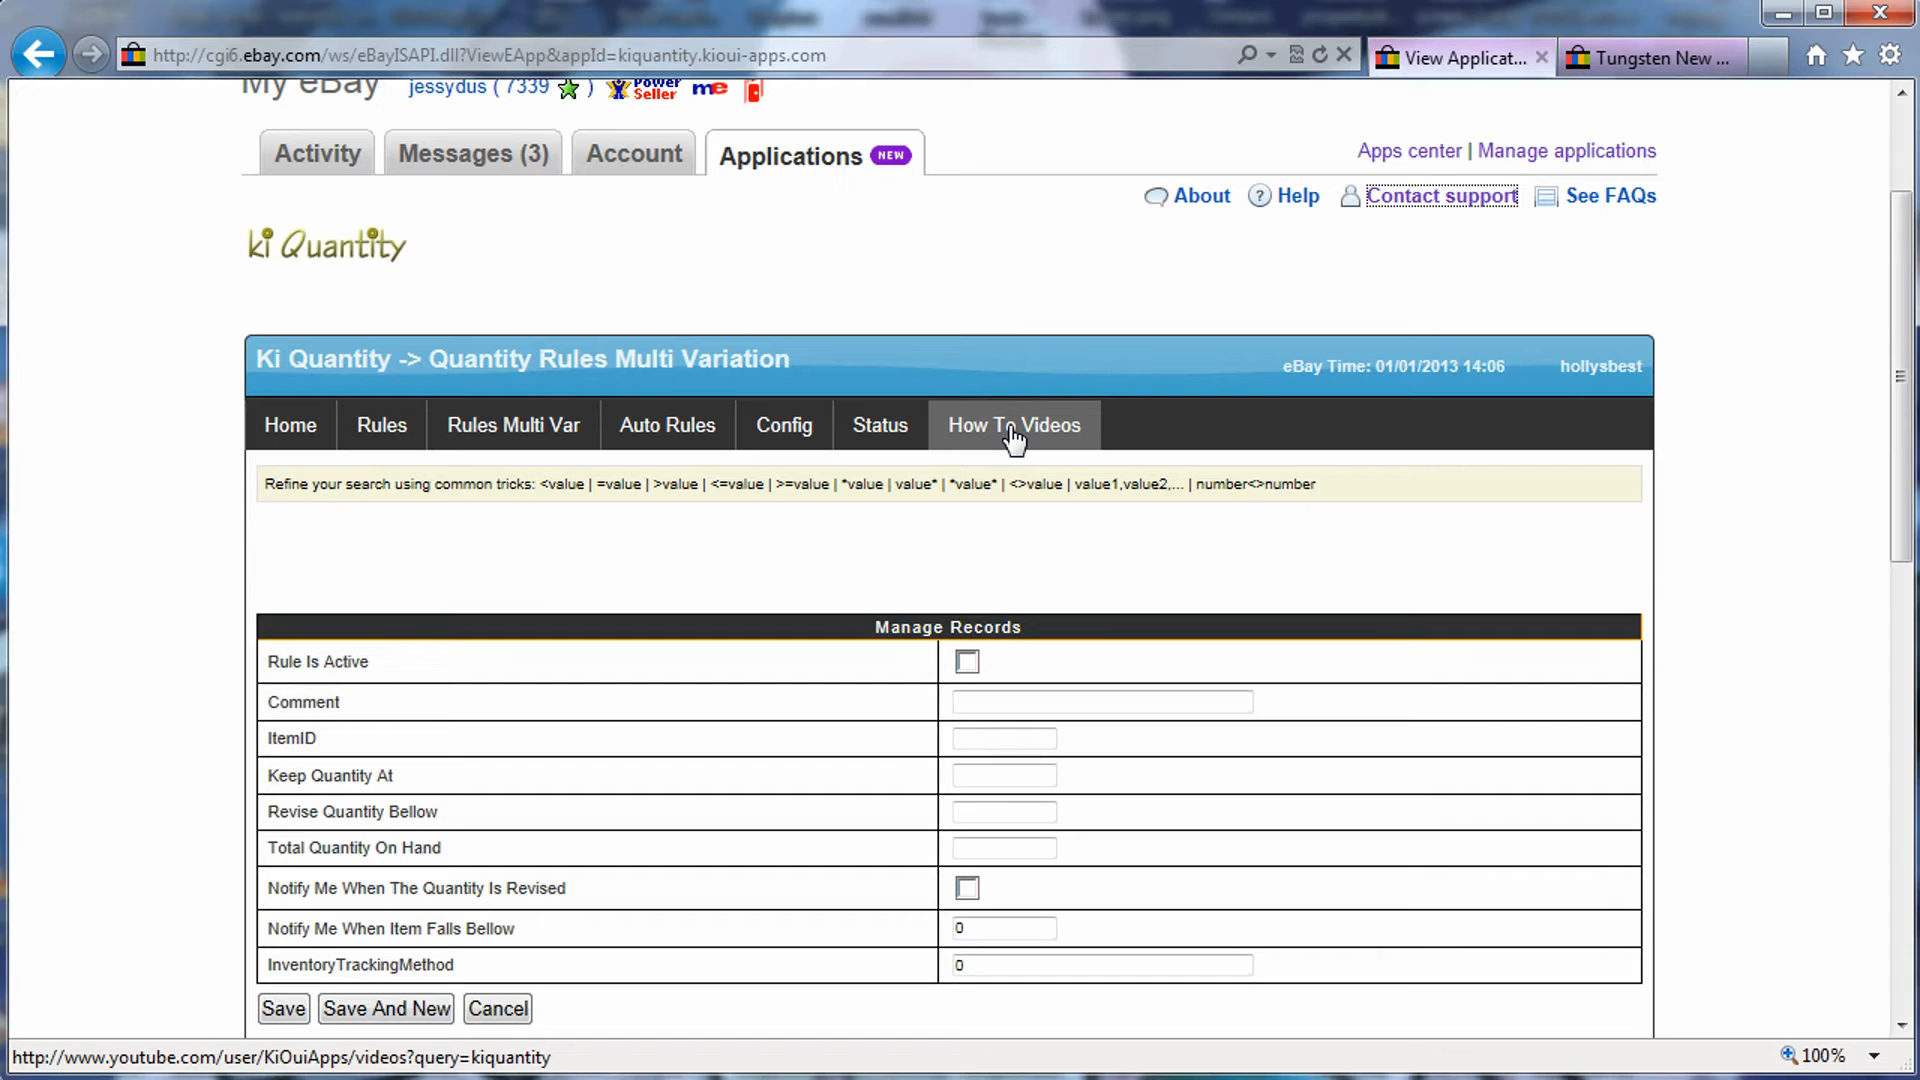 http://cgi6.ebay.com/ws/eBayISAPI.dll?ViewEApp&appId=kiquantity.kioui-apps.com
View Applicat...
Tungsten New ...
My eBay jessydus ( 7339 ) Power Seller me
Activity Messages (3) Account Applications NEW
Apps center | Manage applications
About Help Contact support See FAQs
ki Quantity
Ki Quantity -> Quantity Rules Multi Variation eBay Time: 01/01/2013 14:06 hollysbest
Home Rules Rules Multi Var Auto Rules Config Status How To Videos
Refine your search using common tricks: <value | =value | >value | <=value | >=value | *value | value* | *value* | <>value | value1,value2,... | number<>number
Manage Records
Rule Is Active
Comment
ItemID
Keep Quantity At
Revise Quantity Bellow
Total Quantity On Hand
Notify Me When The Quantity Is Revised
Notify Me When Item Falls Bellow 0
InventoryTrackingMethod 0
Save Save And New Cancel
http://www.youtube.com/user/KiOuiApps/videos?query=kiquantity
100%